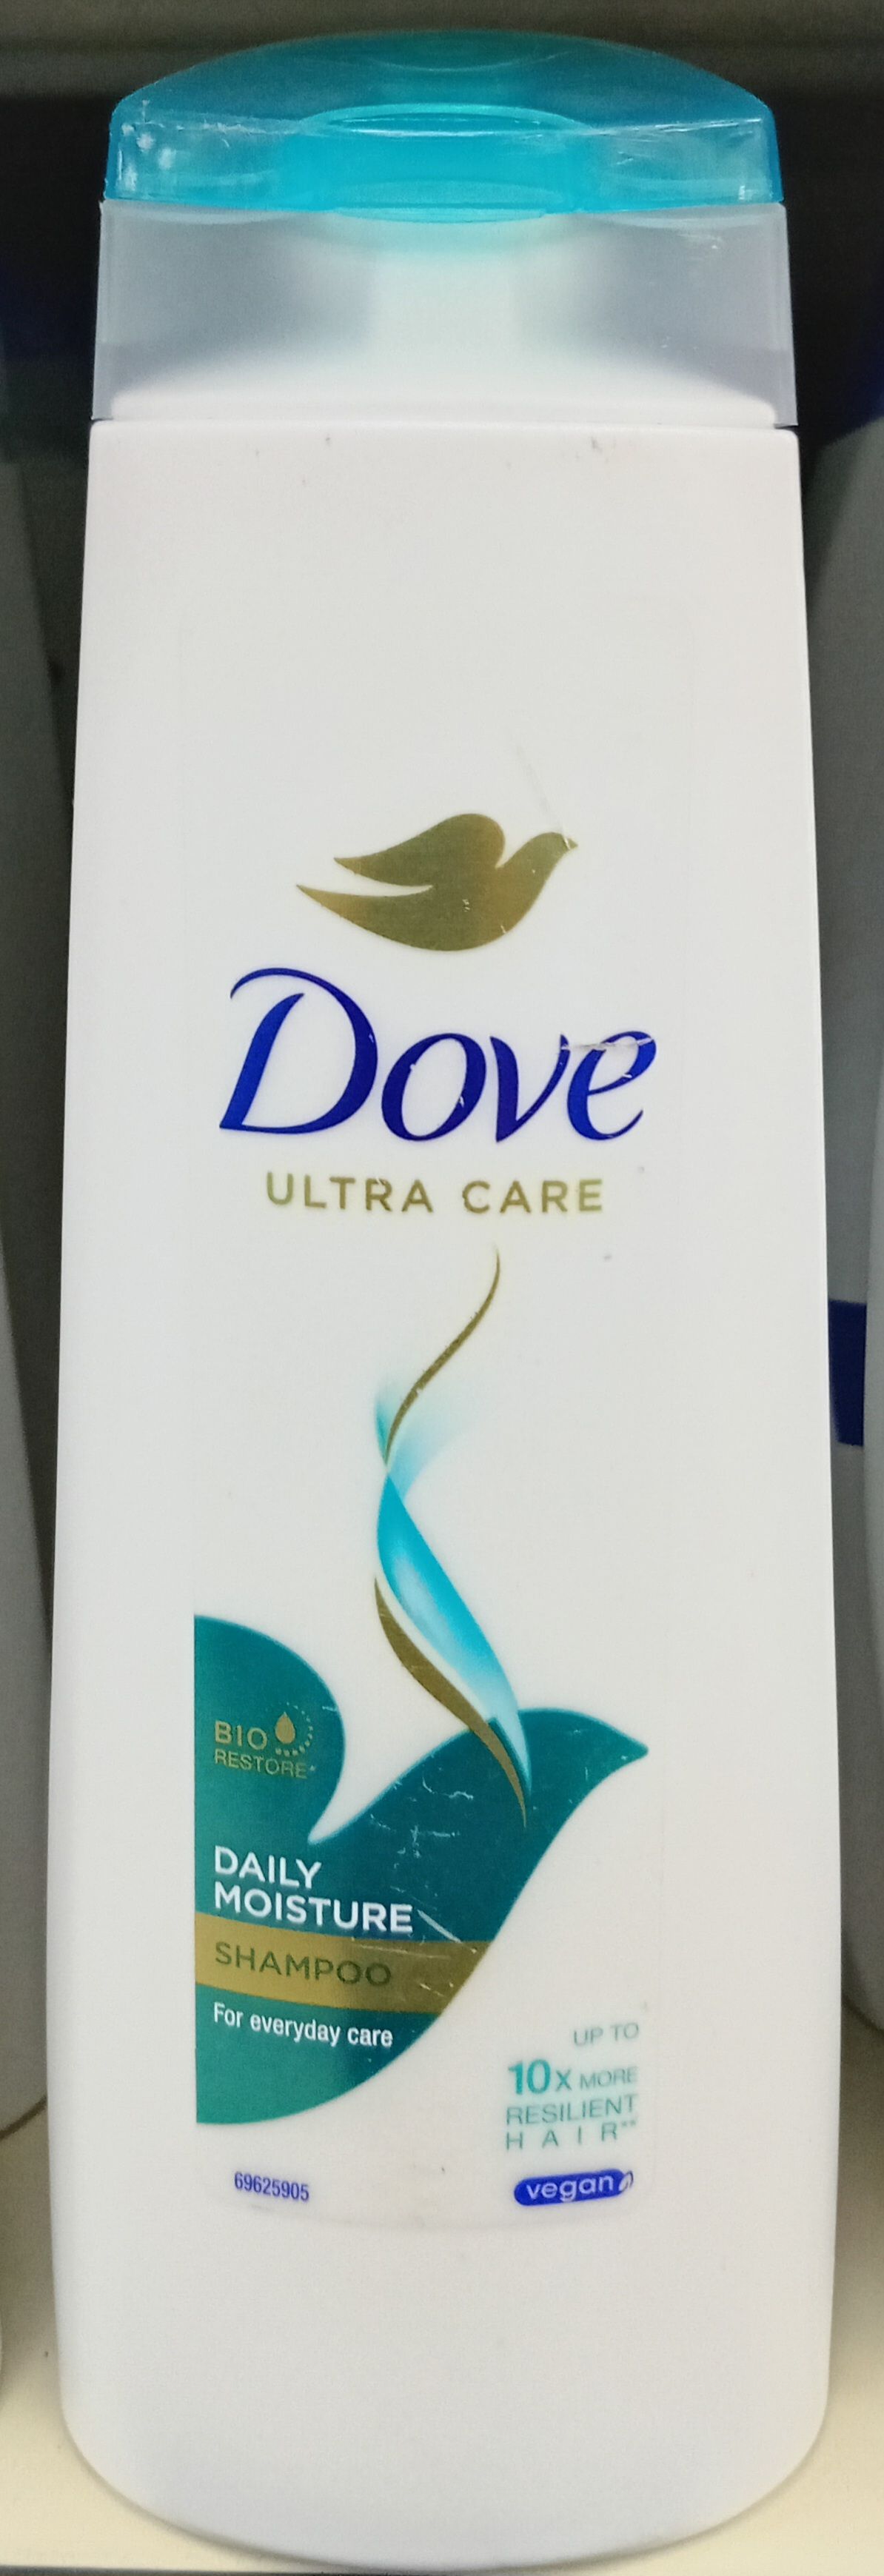 Dove
ULTRA CARE
BIO
RESTORE*
DAILY
MOISTURE
SHAMPOO
For everyday care
UP TO
10x MORE
RESILIENT
HAIR**
69625905
vegan